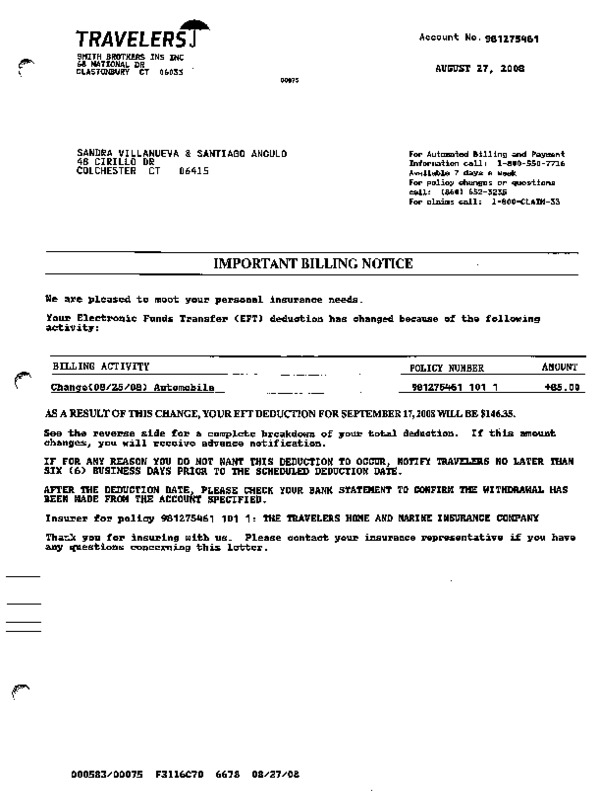 TRAVELERS
SMITH BROTHERS INS INC
68 NATIONAL DR
GLASTONBURY CT 06033
Account No. 981275461
AUGUST 27, 2008
00075
SANDRA VILLANUEVA & SANTIAGO ANGULO
46 CIRILLO DR
COLCHESTER CT 06415
For Automated Billing and Payment
Information call: 1-800-550-7716
Available 7 days a week
For policy changes or questions
call: (860) 652-3235
For claims call: 1-800-CLAIM-33
IMPORTANT BILLING NOTICE
We are pleased to meet your personal insurance needs.
Your Electronic Funds Transfer (EFT) deduction has changed because of the following
activity:
BILLING ACTIVITY POLICY NUMBER AMOUNT
Change(08/25/08) Automobile 981275461 101 1 +85.00
AS A RESULT OF THIS CHANGE, YOUR EFT DEDUCTION FOR SEPTEMBER 17, 2008 WILL BE $146.35.
See the reverse side for a complete breakdown of your total deduction. If this amount
changes, you will receive advance notification.
IF FOR ANY REASON YOU DO NOT WANT THIS DEDUCTION TO OCCUR, NOTIFY TRAVELERS NO LATER THAN
SIX (6) BUSINESS DAYS PRIOR TO THE SCHEDULED DEDUCTION DATE.
AFTER THE DEDUCTION DATE, PLEASE CHECK YOUR BANK STATEMENT TO CONFIRM THE WITHDRAWAL HAS
BEEN MADE FROM THE ACCOUNT SPECIFIED.
Insurer for policy 981275461 101 1: THE TRAVELERS HOME AND MARINE INSURANCE COMPANY
Thank you for insuring with us. Please contact your insurance representative if you have
any questions concerning this letter.
000583/00075 F3116C70 6678 08/27/08